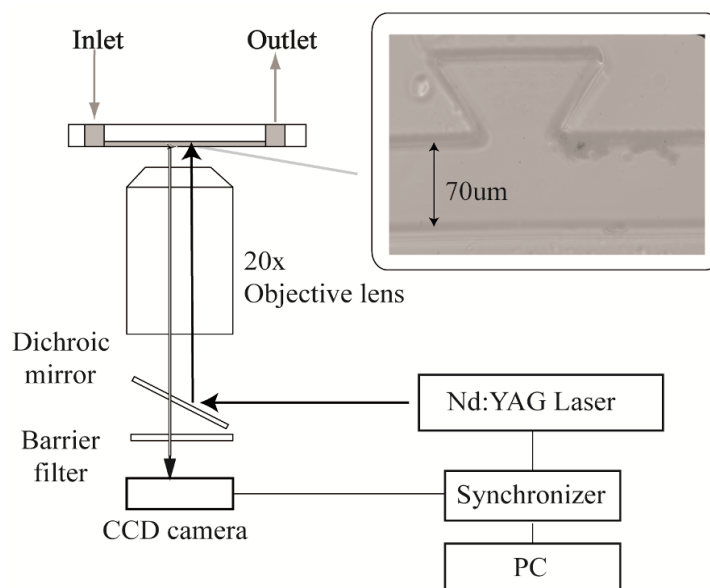 Inlet
Outlet
70um
20x
Objective lens
Dichroic
mirror
Nd:YAG Laser
Barrier
filter
Synchronizer
CCD camera
PC